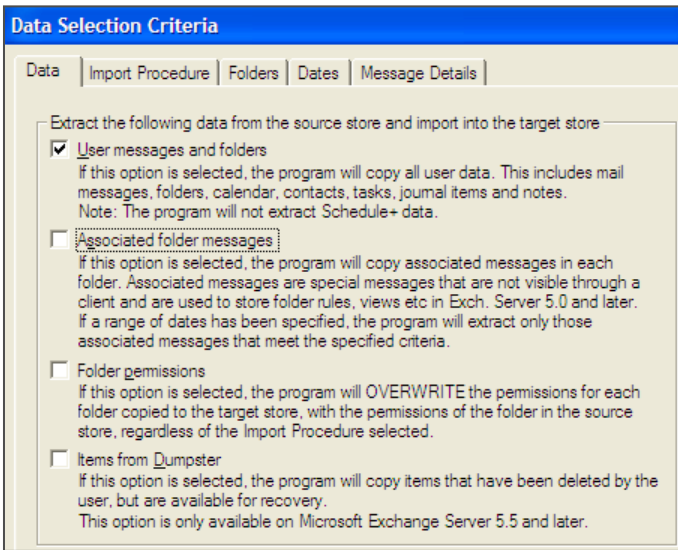 Data Selection Criteria
Data Import Procedure Folders Dates Message Details
Extract the following data from the source store and import into the target store
User messages and folders
If this option is selected, the program will copy all user data. This includes mail
messages, folders, calendar, contacts, tasks, journal items and notes.
Note: The program will not extract Schedule+ data.
Associated folder messages
If this option is selected, the program will copy associated messages in each
folder. Associated messages are special messages that are not visible through a
client and are used to store folder rules, views etc in Exch. Server 5.0 and later.
If a range of dates has been specified, the program will extract only those
associated messages that meet the specified criteria.
Folder permissions
If this option is selected, the program will OVERWRITE the permissions for each
folder copied to the target store, with the permissions of the folder in the source
store, regardless of the Import Procedure selected.
Items from Dumpster
If this option is selected, the program will copy items that have been deleted by the
user, but are available for recovery.
This option is only available on Microsoft Exchange Server 5.5 and later.